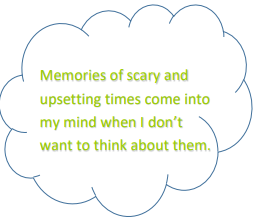 Memories of scary and
upsetting times come into
my mind when I don't
want to think about them.